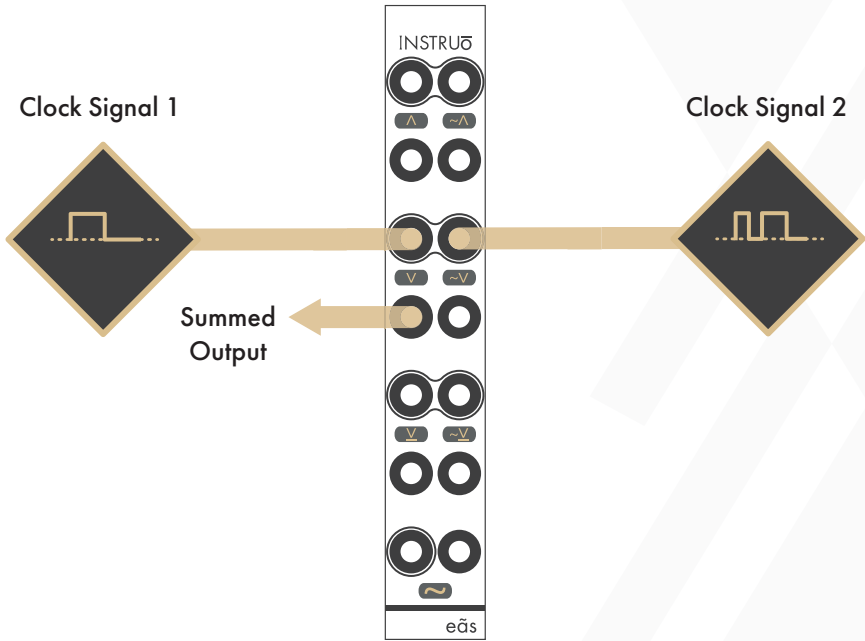 INSTRUō
Clock Signal 1
Clock Signal 2
∧ ~∧
∨ ~∨
Summed
Output
⊻ ~⊻
~
eãs